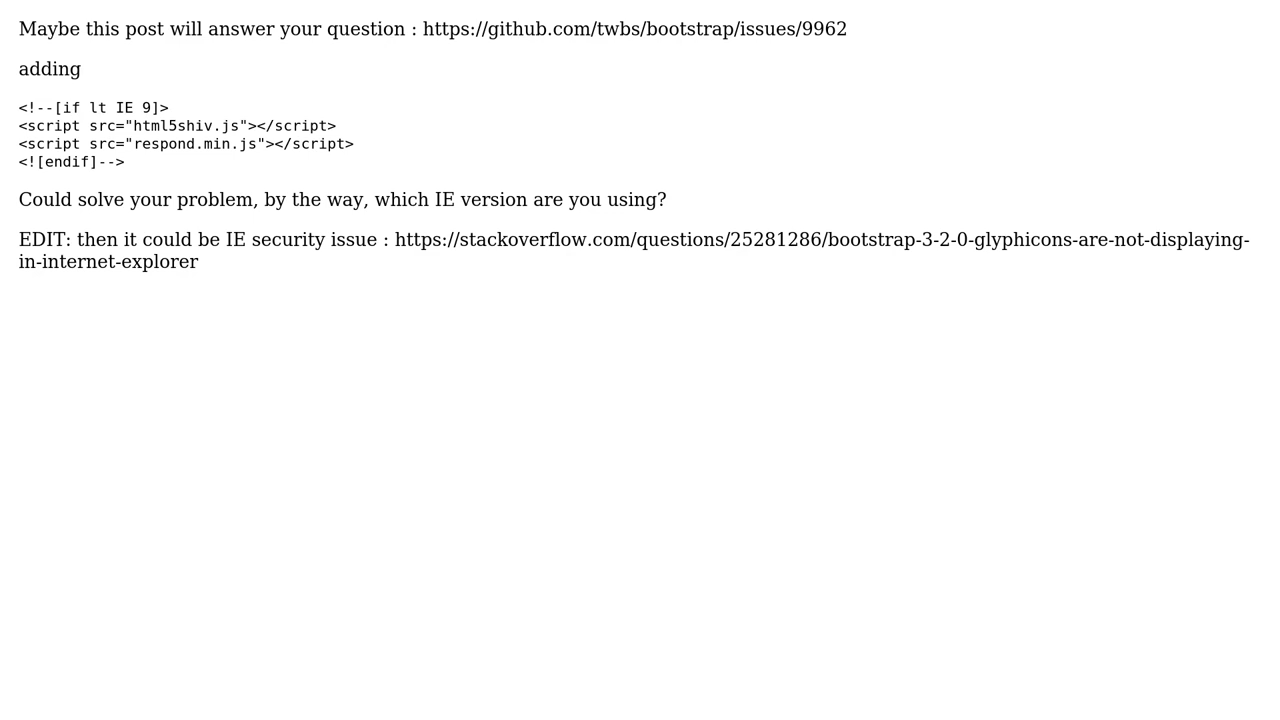 Maybe this post will answer your question : https://github.com/twbs/bootstrap/issues/9962
adding
<!--[if lt IE 9]>
<script src="html5shiv.js"></script>
<script src="respond.min.js"></script>
<![endif]-->
Could solve your problem, by the way, which IE version are you using?
EDIT: then it could be IE security issue : https://stackoverflow.com/questions/25281286/bootstrap-3-2-0-glyphicons-are-not-displaying-
in-internet-explorer